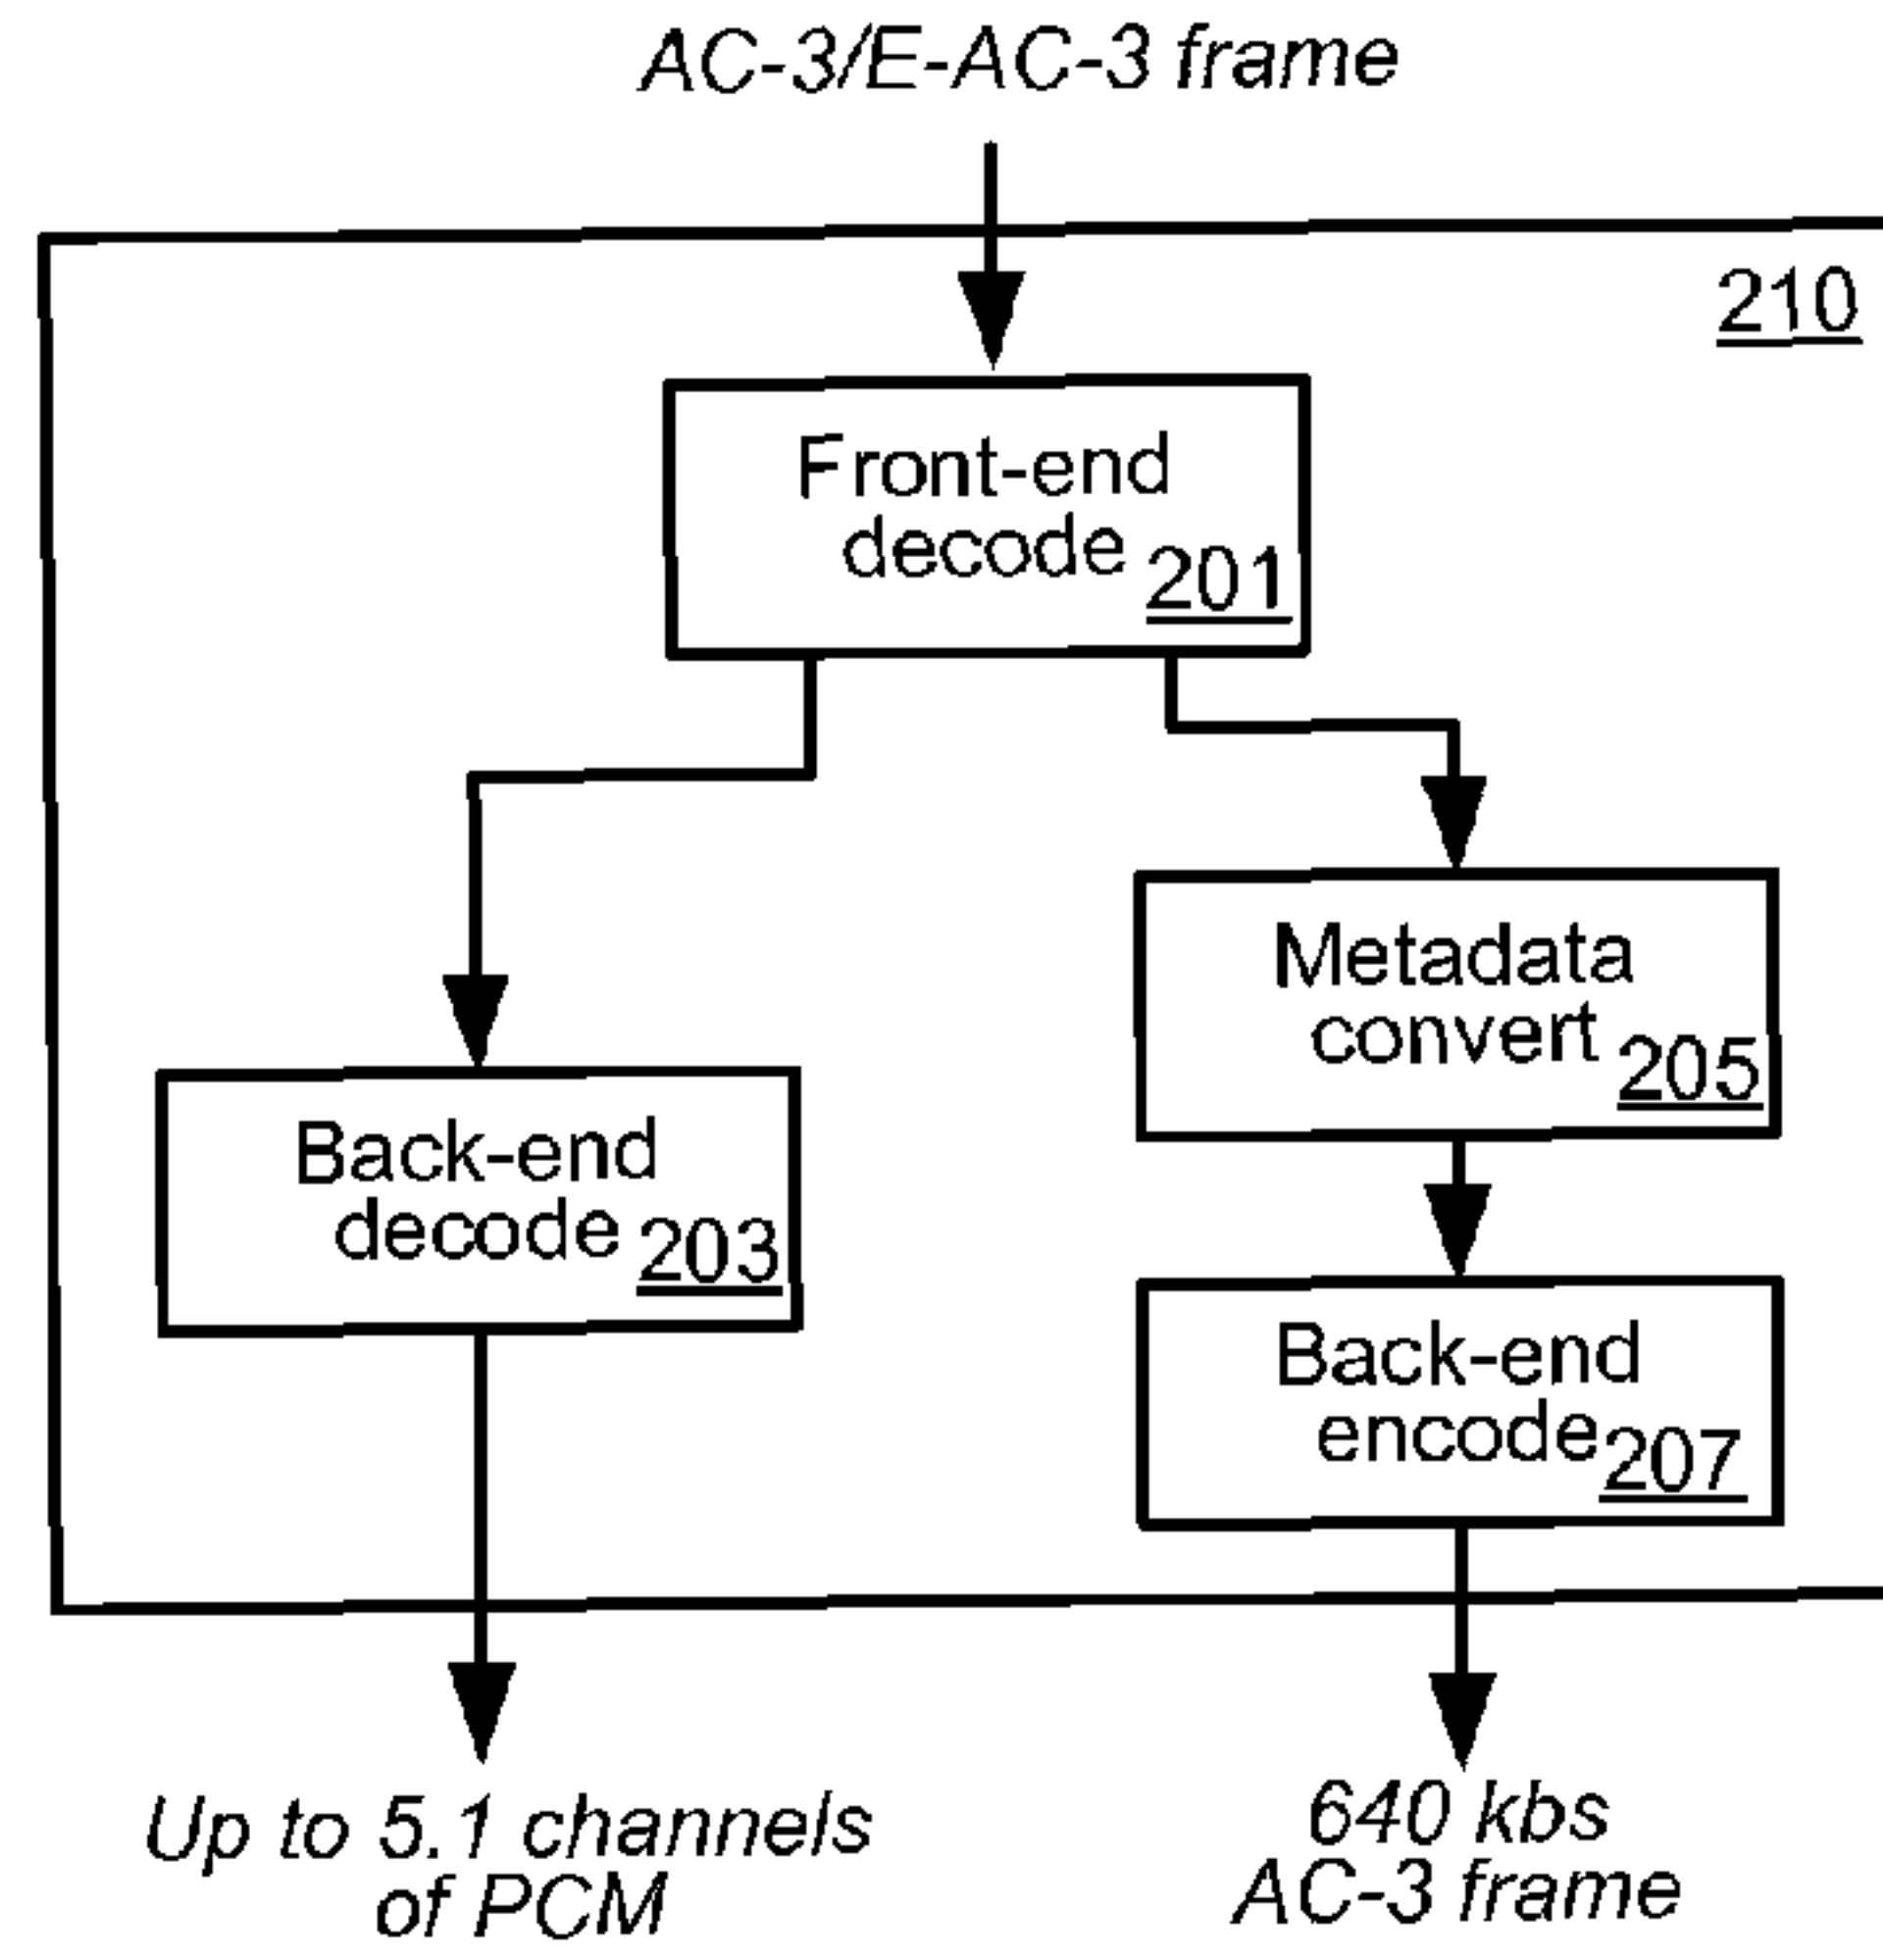 AC-3/E-AC-3 frame
210
Front-end
decode 201
Metadata
convert 205
Back-end
decode 203
Back-end
encode 207
Up to 5.1 channels
of PCM
640 kbs
AC-3 frame